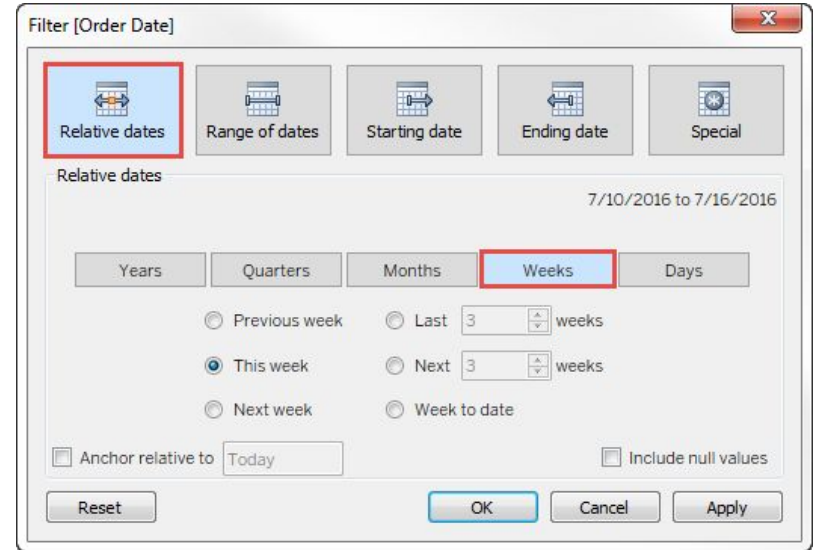 Filter [Order Date]
Relative dates
Range of dates
Starting date
Ending date
Special
Relative dates
7/10/2016 to 7/16/2016
Years
Quarters
Months
Weeks
Days
Previous week
Last 3 weeks
This week
Next 3 weeks
Next week
Week to date
Anchor relative to Today
Include null values
Reset
OK
Cancel
Apply